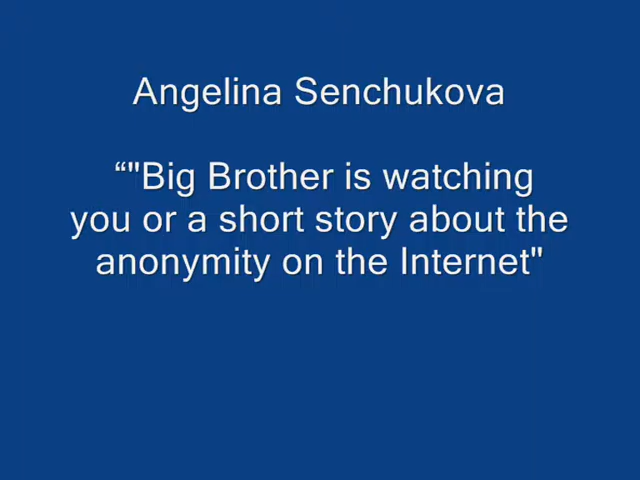 Angelina Senchukova
“"Big Brother is watching
you or a short story about the
anonymity on the Internet"